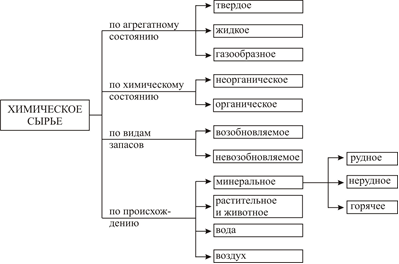 ХИМИЧЕСКОЕ
СЫРЬЕ
по агрегатному
состоянию
твердое
жидкое
газообразное
по химическому
состоянию
неорганическое
органическое
по видам
запасов
возобновляемое
невозобновляемое
по происхож-
дению
минеральное
растительное
и животное
вода
воздух
рудное
нерудное
горячее